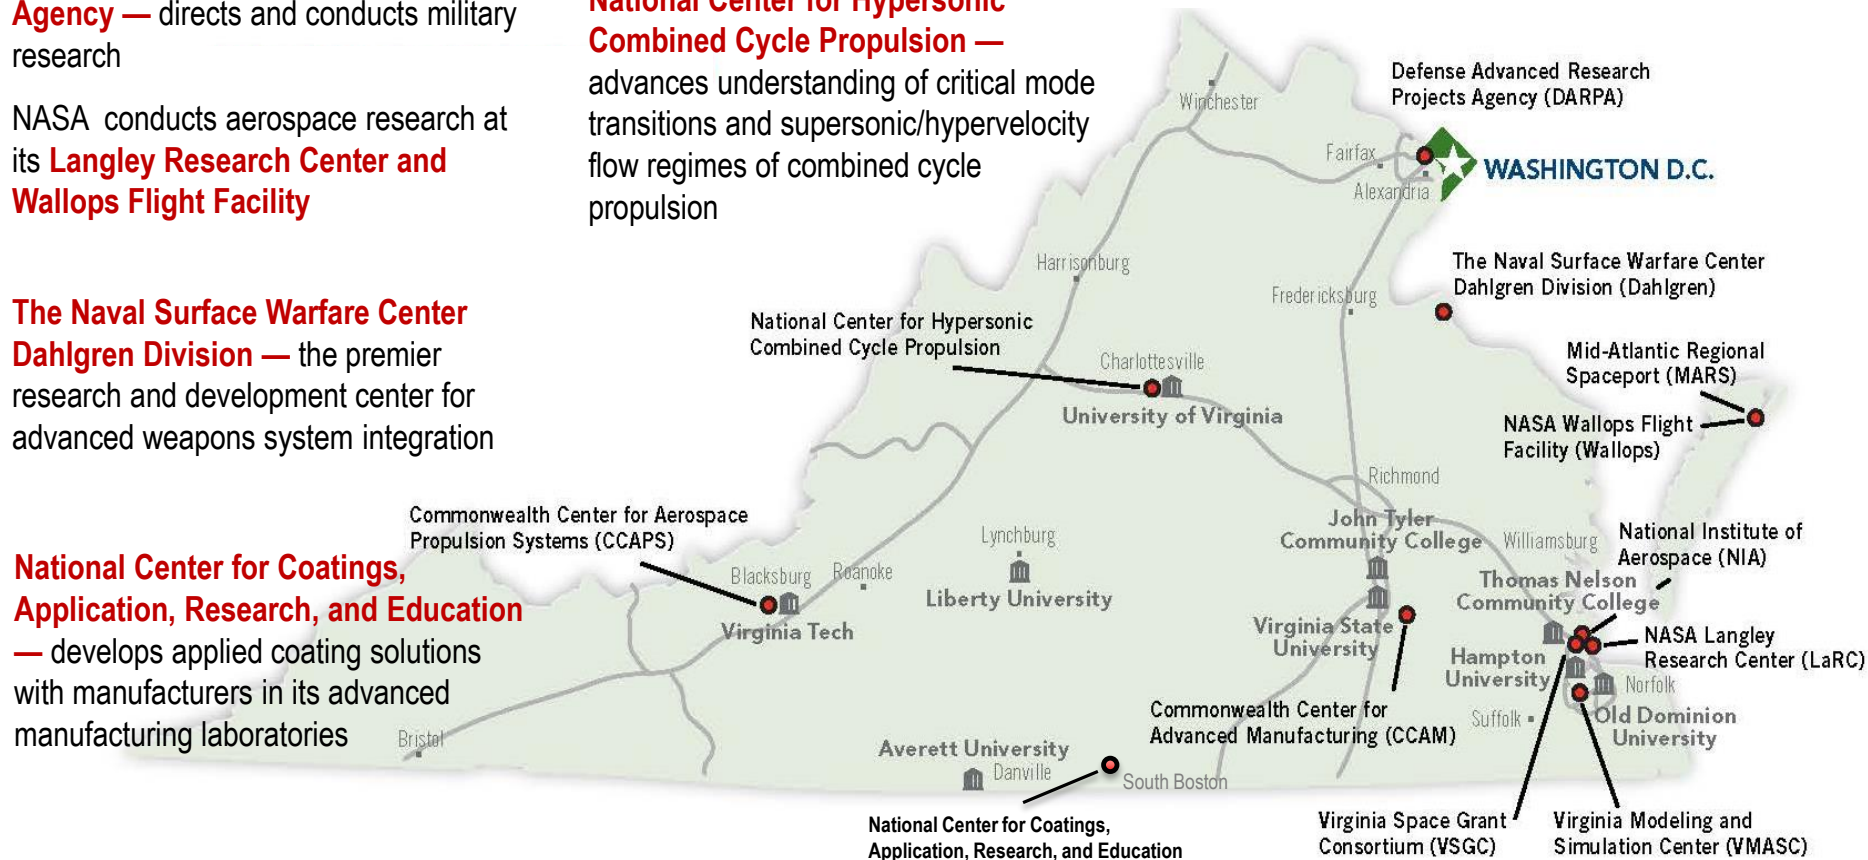 Agency — directs and conducts military
research
NASA conducts aerospace research at
its Langley Research Center and
Wallops Flight Facility
The Naval Surface Warfare Center
Dahlgren Division — the premier
research and development center for
advanced weapons system integration
National Center for Coatings,
Application, Research, and Education
— develops applied coating solutions
with manufacturers in its advanced
manufacturing laboratories
National Center for Hypersonic
Combined Cycle Propulsion —
advances understanding of critical mode
transitions and supersonic/hypervelocity
flow regimes of combined cycle
propulsion
Defense Advanced Research
Projects Agency (DARPA)
Winchester
Fairfax
WASHINGTON D.C.
Alexandria
Harrisonburg
The Naval Surface Warfare Center
Dahlgren Division (Dahlgren)
Fredericksburg
National Center for Hypersonic
Combined Cycle Propulsion
Charlottesville
University of Virginia
Mid-Atlantic Regional
Spaceport (MARS)
NASA Wallops Flight
Facility (Wallops)
Richmond
Commonwealth Center for Aerospace
Propulsion Systems (CCAPS)
Lynchburg
Liberty University
John Tyler
Community College
Williamsburg
National Institute of
Aerospace (NIA)
Blacksburg
Roanoke
Virginia Tech
Thomas Nelson
Community College
Virginia State
University
Hampton
University
NASA Langley
Research Center (LaRC)
Norfolk
Suffolk
Old Dominion
University
Commonwealth Center for
Advanced Manufacturing (CCAM)
Bristol
Averett University
Danville
South Boston
National Center for Coatings,
Application, Research, and Education
Virginia Space Grant
Consortium (VSGC)
Virginia Modeling and
Simulation Center (VMASC)